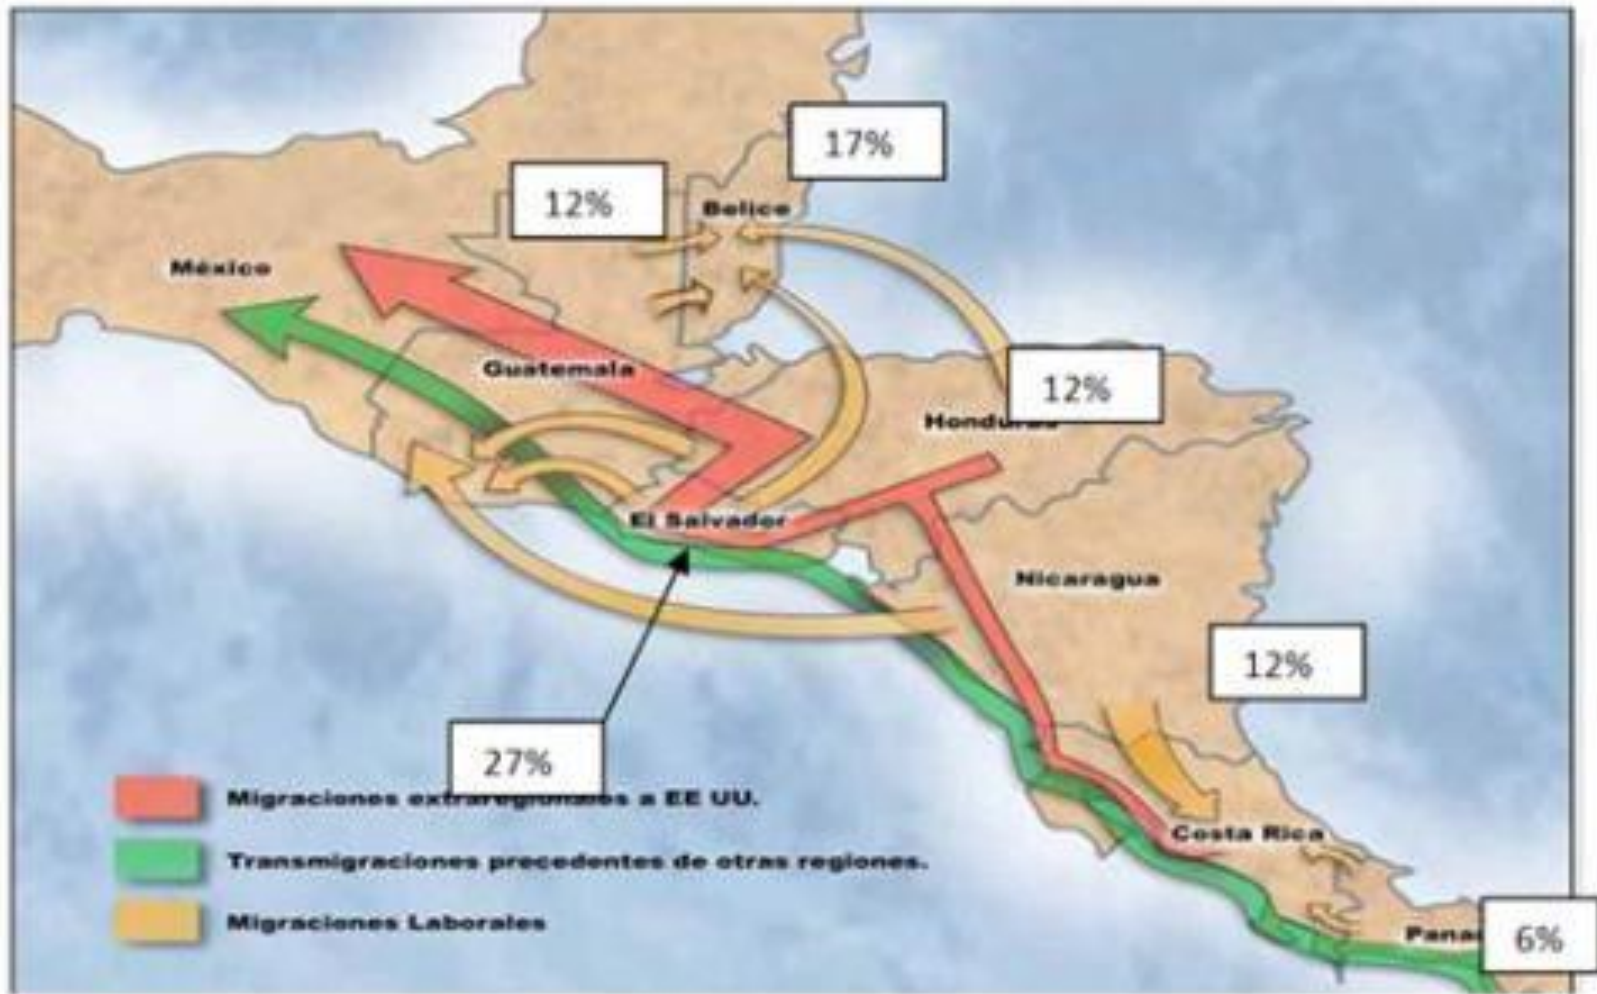 17%
12%
Belice
México
Guatemala
12%
Honduras
El Salvador
Nicaragua
12%
27%
Migraciones extraregionales a EE UU.
Transmigraciones precedentes de otras regiones.
Costa Rica
Migraciones Laborales
Pana
6%